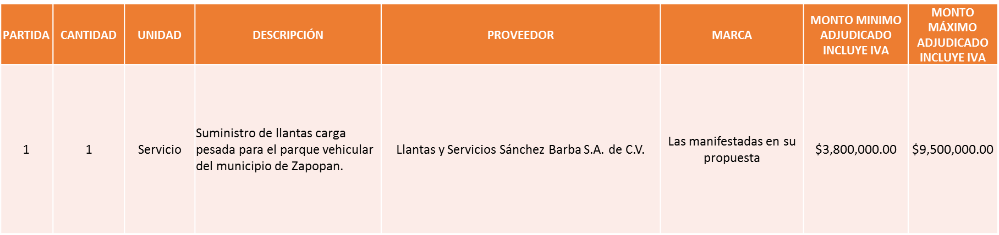 PARTIDA
CANTIDAD
UNIDAD
DESCRIPCIÓN
PROVEEDOR
MARCA
MONTO MINIMO
ADJUDICADO
INCLUYE IVA
MONTO
MÁXIMO
ADJUDICADO
INCLUYE IVA
1
1
Servicio
Suministro de llantas carga
pesada para el parque vehicular
del municipio de Zapopan.
Llantas y Servicios Sánchez Barba S.A. de C.V.
Las manifestadas en su
propuesta
$3,800,000.00
$9,500,000.00